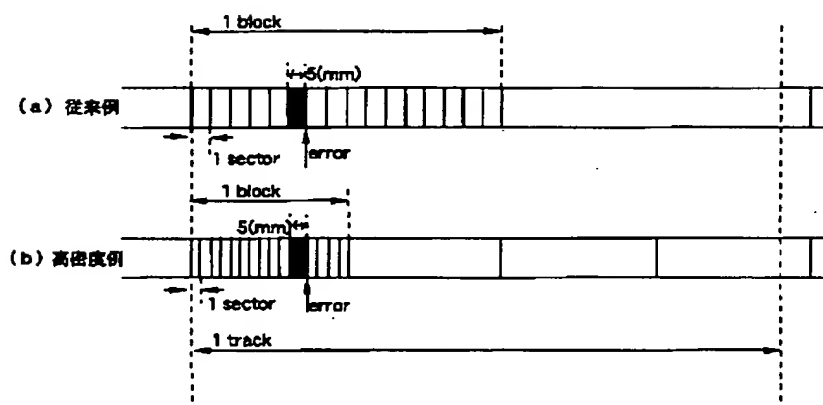 1 block
5(mm)
(a) 従来例
1 sector
error
1 block
5(mm)
(b) 高密度例
1 sector
error
1 track